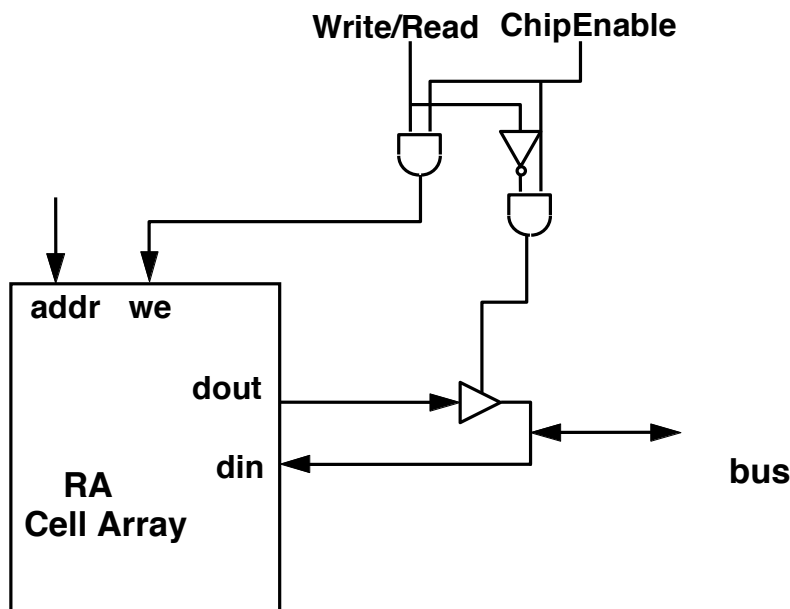 Write/Read ChipEnable
addr we
dout
din
RA
Cell Array
bus